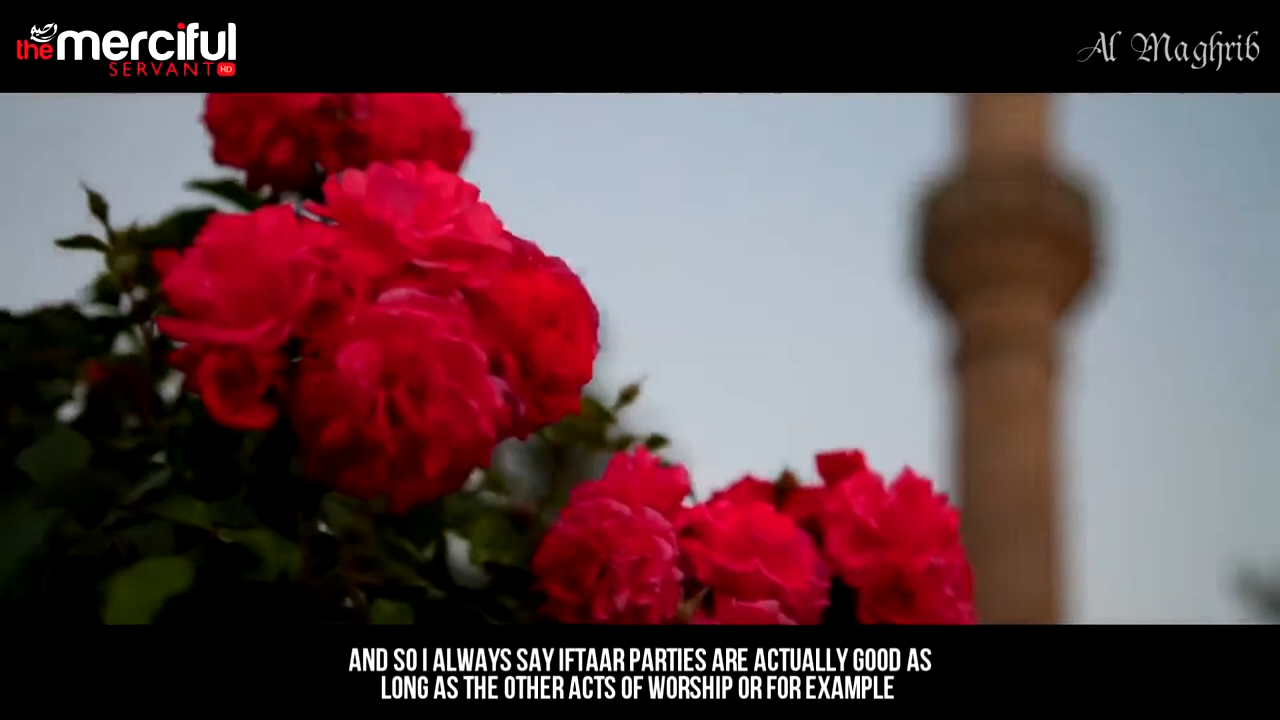 the merciful
SERVANT HD
Al Maghrib
AND SO I ALWAYS SAY IFTAAR PARTIES ARE ACTUALLY GOOD AS
LONG AS THE OTHER ACTS OF WORSHIP OR FOR EXAMPLE